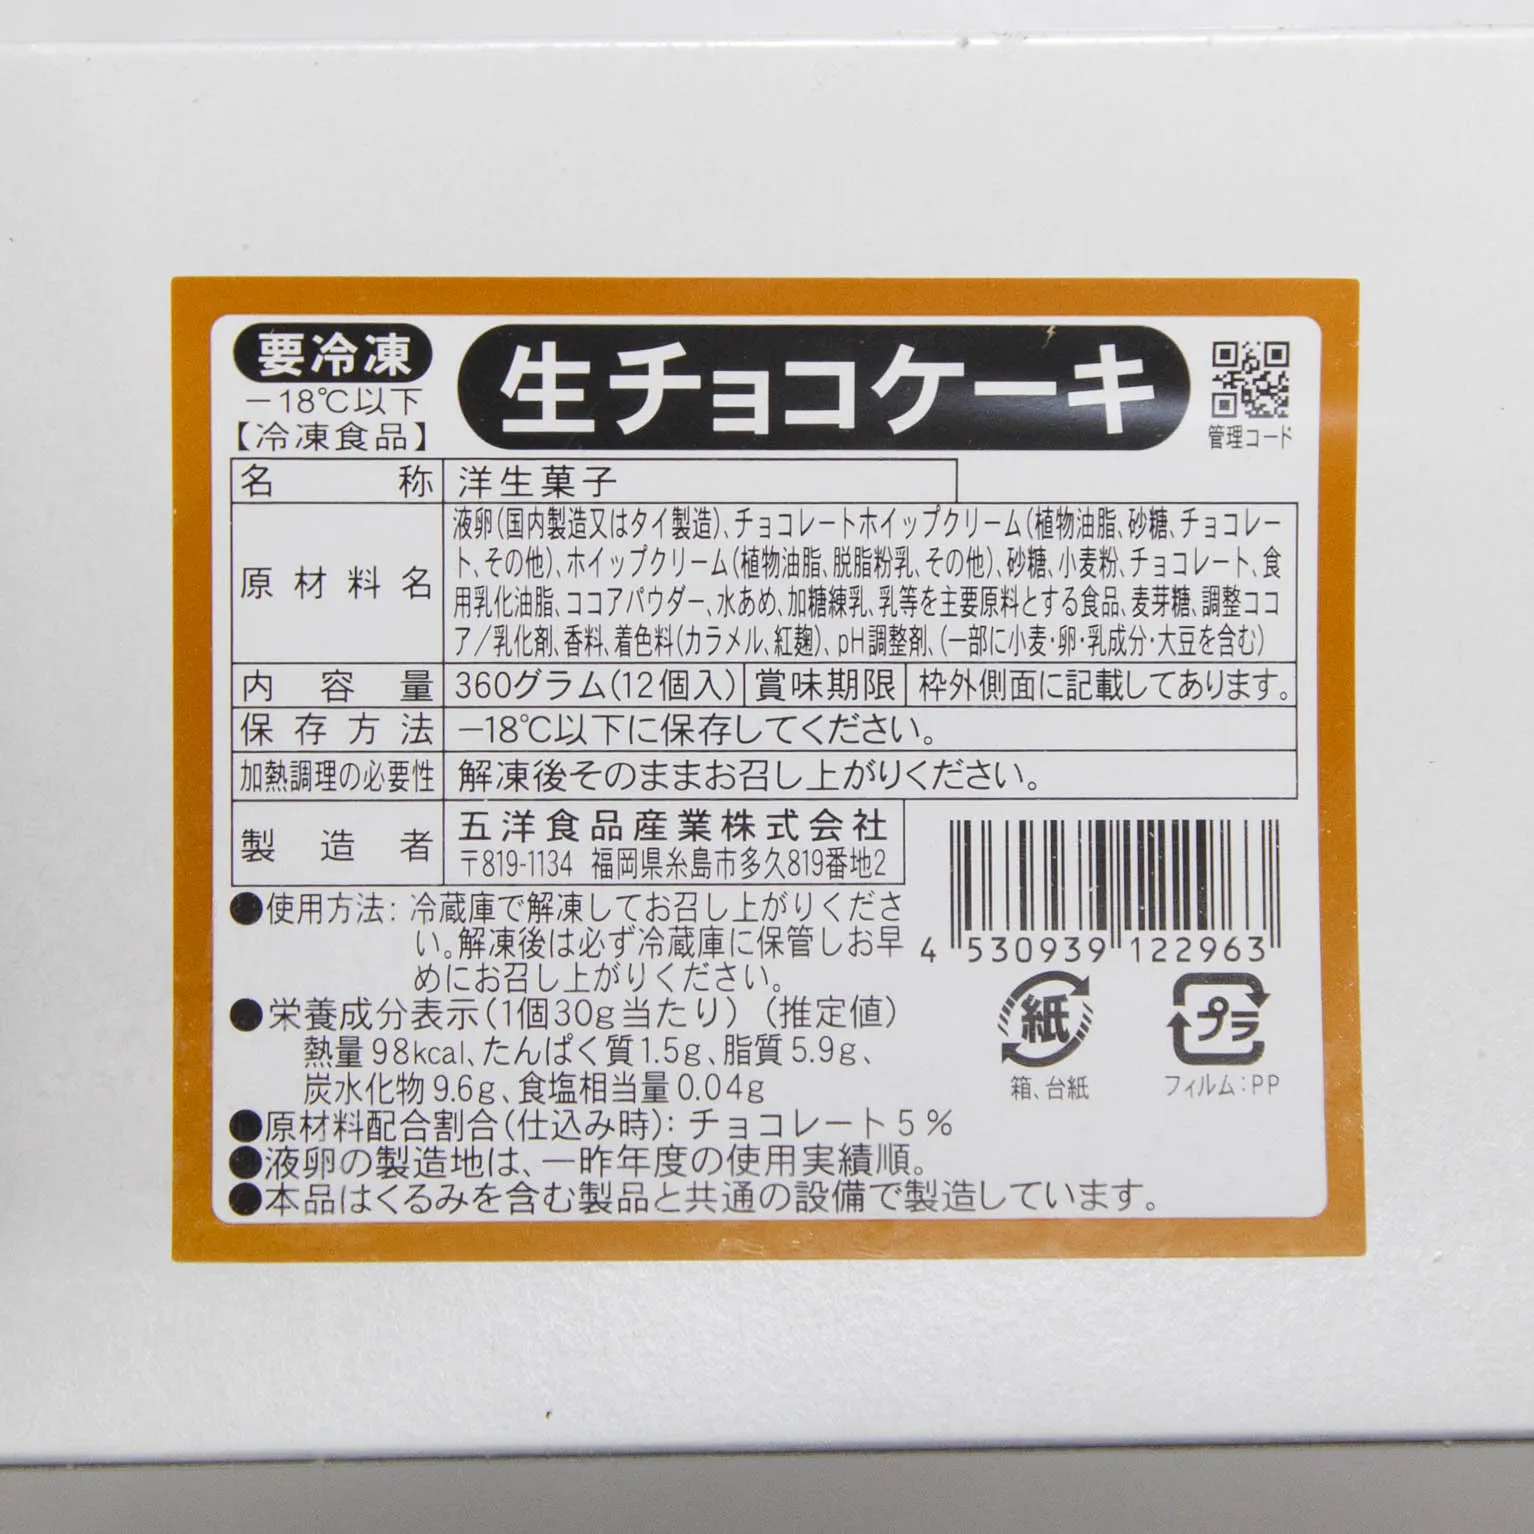 要冷凍
－18℃以下
【冷凍食品】
生チョコケーキ
管理コード
名称 洋生菓子
原材料名 液卵(国内製造又はタイ製造)、チョコレートホイップクリーム(植物油脂、砂糖、チョコレー
ト、その他)、ホイップクリーム(植物油脂、脱脂粉乳、その他)、砂糖、小麦粉、チョコレート、食
用乳化油脂、ココアパウダー、水あめ、加糖練乳、乳等を主要原料とする食品、麦芽糖、調整ココ
ア／乳化剤、香料、着色料(カラメル、紅麹)、pH調整剤、(一部に小麦・卵・乳成分・大豆を含む)
内容量 360グラム(12個入) 賞味期限 枠外側面に記載してあります。
保存方法 －18℃以下に保存してください。
加熱調理の必要性 解凍後そのままお召し上がりください。
製造者 五洋食品産業株式会社
〒819-1134 福岡県糸島市多久819番地2
●使用方法：冷蔵庫で解凍してお召し上がりくださ
い。解凍後は必ず冷蔵庫に保管しお早
めにお召し上がりください。
●栄養成分表示(1個30g当たり)(推定値)
熱量98kcal、たんぱく質1.5g、脂質5.9g、
炭水化物9.6g、食塩相当量0.04g
●原材料配合割合(仕込み時)：チョコレート5％
●液卵の製造地は、一昨年度の使用実績順。
●本品はくるみを含む製品と共通の設備で製造しています。
4 530939 122963
紙
箱、台紙
プラ
フィルム：PP